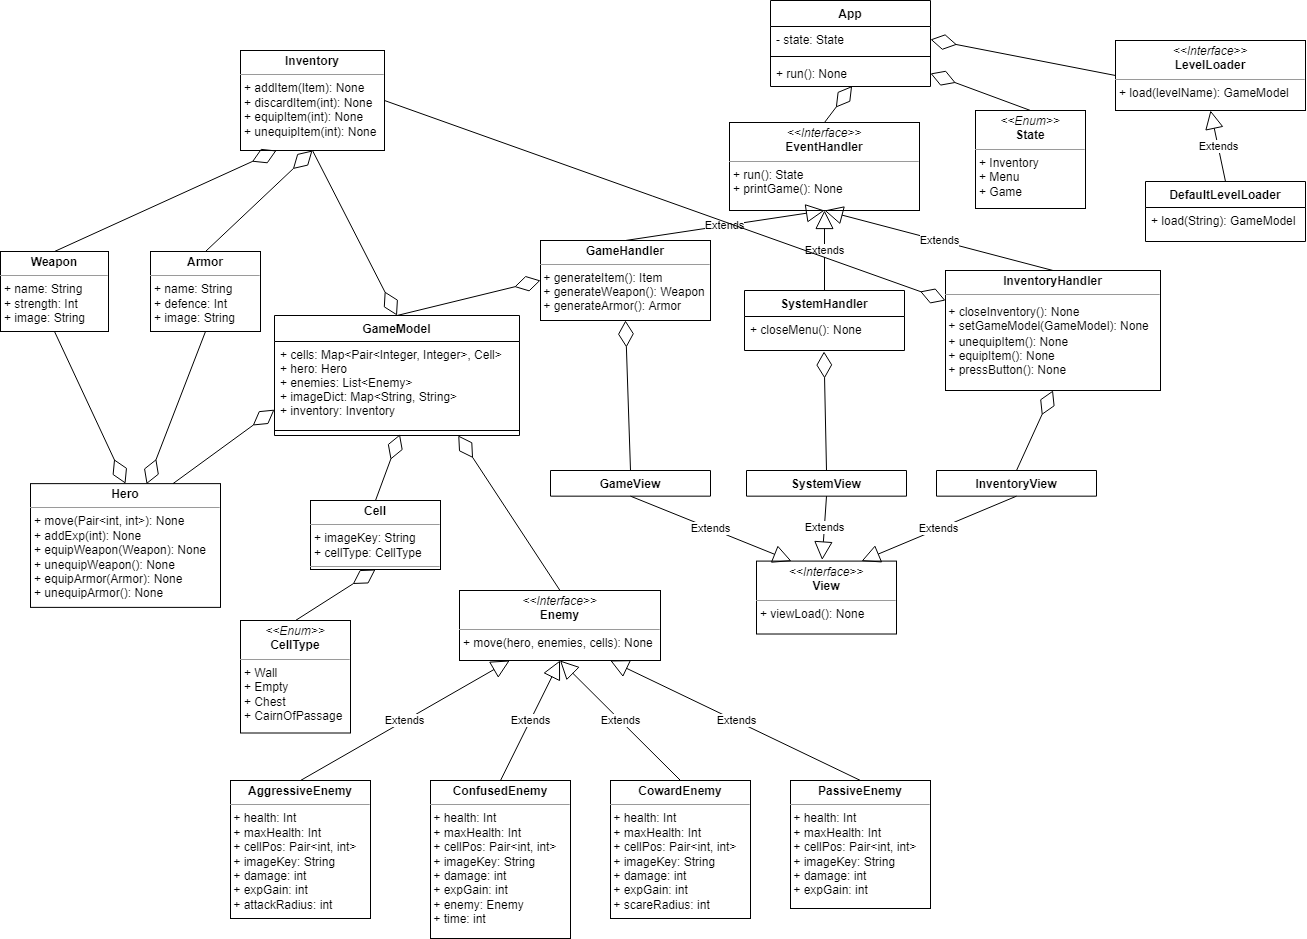 App
- state: State
+ run(): None
<<Interface>>
LevelLoader
+ load(levelName): GameModel
Inventory
+ addItem(Item): None
+ discardItem(int): None
+ equipItem(int): None
+ unequipItem(int): None
<<Interface>>
EventHandler
+ run(): State
+ printGame(): None
<<Enum>>
State
+ Inventory
+ Menu
+ Game
Extends
DefaultLevelLoader
+ load(String): GameModel
Extends
Extends
Extends
Weapon
+ name: String
+ strength: Int
+ image: String
Armor
+ name: String
+ defence: Int
+ image: String
GameHandler
+ generateItem(): Item
+ generateWeapon(): Weapon
+ generateArmor(): Armor
SystemHandler
+ closeMenu(): None
InventoryHandler
+ closeInventory(): None
+ setGameModel(GameModel): None
+ unequipItem(): None
+ equipItem(): None
+ pressButton(): None
GameModel
+ cells: Map<Pair<Integer, Integer>, Cell>
+ hero: Hero
+ enemies: List<Enemy>
+ imageDict: Map<String, String>
+ inventory: Inventory
Hero
+ move(Pair<int, int>): None
+ addExp(int): None
+ equipWeapon(Weapon): None
+ unequipWeapon(): None
+ equipArmor(Armor): None
+ unequipArmor(): None
Cell
+ imageKey: String
+ cellType: CellType
GameView
SystemView
InventoryView
Extends
Extends
Extends
<<Interface>>
View
+ viewLoad(): None
<<Enum>>
CellType
+ Wall
+ Empty
+ Chest
+ CairnOfPassage
<<Interface>>
Enemy
+ move(hero, enemies, cells): None
Extends
Extends
Extends
Extends
AggressiveEnemy
+ health: Int
+ maxHealth: Int
+ cellPos: Pair<int, int>
+ imageKey: String
+ damage: int
+ expGain: int
+ attackRadius: int
ConfusedEnemy
+ health: Int
+ maxHealth: Int
+ cellPos: Pair<int, int>
+ imageKey: String
+ damage: int
+ expGain: int
+ enemy: Enemy
+ time: int
CowardEnemy
+ health: Int
+ maxHealth: Int
+ cellPos: Pair<int, int>
+ imageKey: String
+ damage: int
+ expGain: int
+ scareRadius: int
PassiveEnemy
+ health: Int
+ maxHealth: Int
+ cellPos: Pair<int, int>
+ imageKey: String
+ damage: int
+ expGain: int